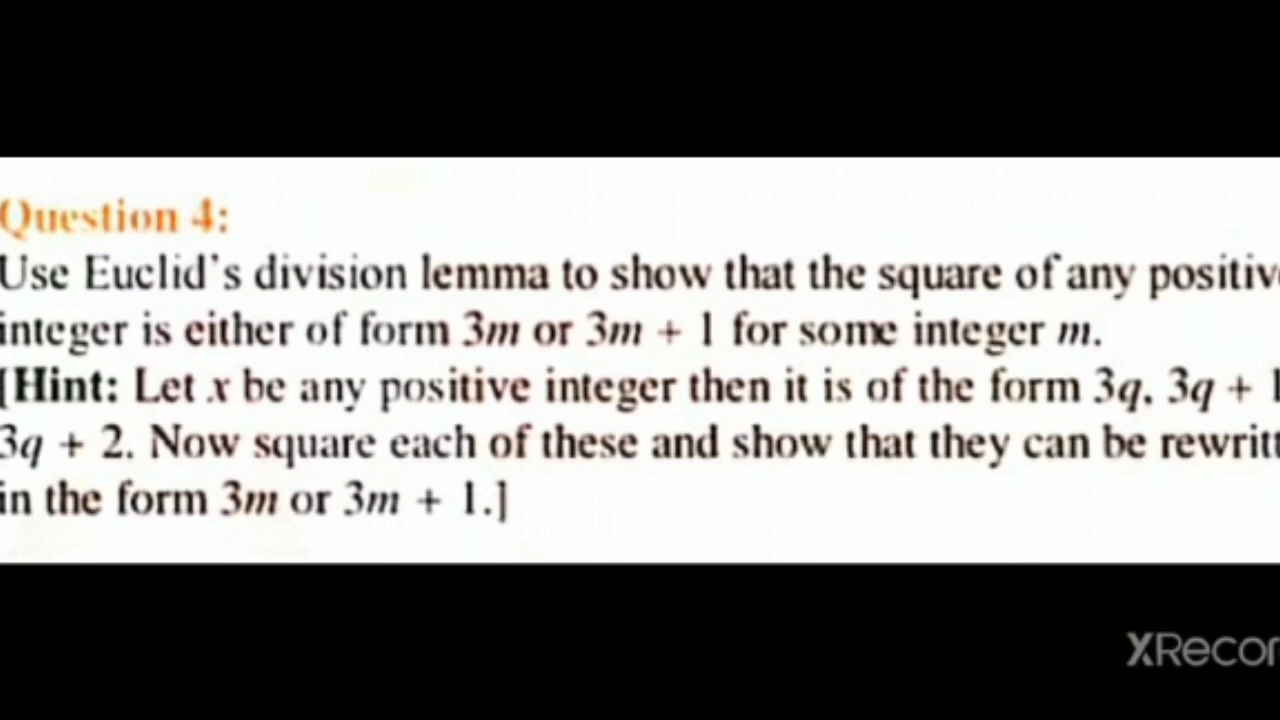 Question 4:
Use Euclid's division lemma to show that the square of any positive
integer is either of form 3m or 3m + 1 for some integer m.
[Hint: Let x be any positive integer then it is of the form 3q, 3q + 1
3q + 2. Now square each of these and show that they can be rewritt
in the form 3m or 3m + 1.]
XRecor